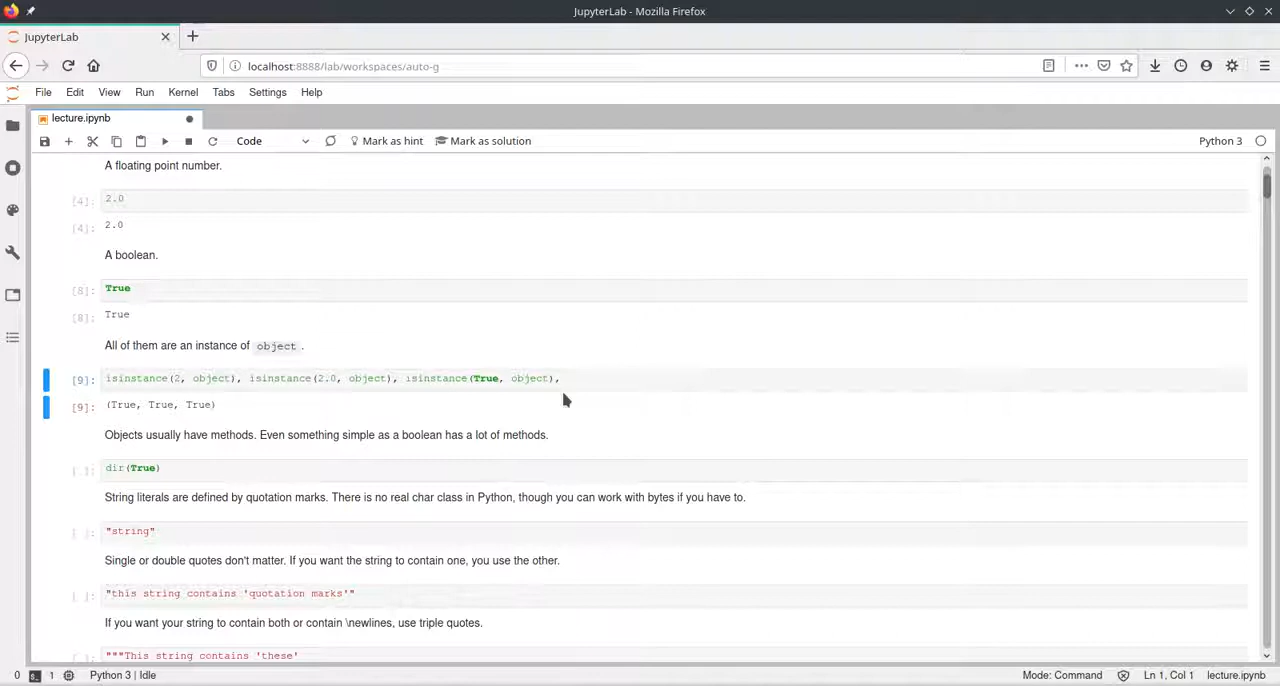 JupyterLab - Mozilla Firefox
JupyterLab
localhost:8888/lab/workspaces/auto-g
File Edit View Run Kernel Tabs Settings Help
lecture.ipynb
Code Mark as hint Mark as solution Python 3
A floating point number.
[4]: 2.0
[4]: 2.0
A boolean.
[8]: True
[8]: True
All of them are an instance of object .
[9]: isinstance(2, object), isinstance(2.0, object), isinstance(True, object),
[9]: (True, True, True)
Objects usually have methods. Even something simple as a boolean has a lot of methods.
[ ]: dir(True)
String literals are defined by quotation marks. There is no real char class in Python, though you can work with bytes if you have to.
[ ]: "string"
Single or double quotes don't matter. If you want the string to contain one, you use the other.
[ ]: "this string contains 'quotation marks'"
If you want your string to contain both or contain \newlines, use triple quotes.
[ ]: """This string contains 'these'
0 1 Python 3 | Idle Mode: Command Ln 1, Col 1 lecture.ipynb